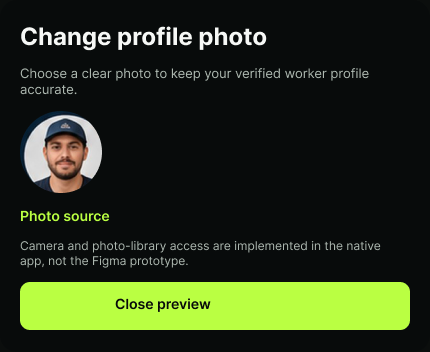 Change profile photo
Choose a clear photo to keep your verified worker profile
accurate.
Photo source
Camera and photo-library access are implemented in the native
app, not the Figma prototype.
Close preview